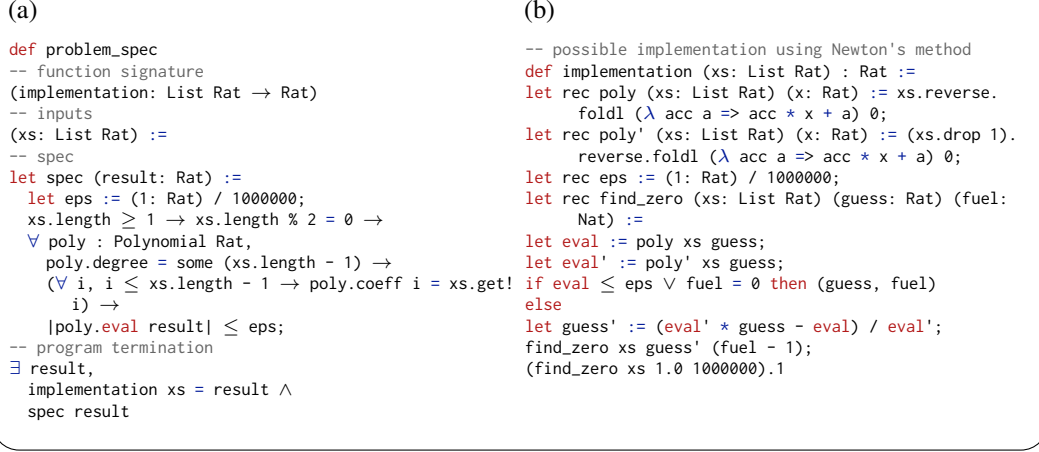 (a)
def problem_spec
-- function signature
(implementation: List Rat → Rat)
-- inputs
(xs: List Rat) :=
-- spec
let spec (result: Rat) :=
let eps := (1: Rat) / 1000000;
xs.length ≥ 1 → xs.length % 2 = 0 →
∀ poly : Polynomial Rat,
poly.degree = some (xs.length - 1) →
(∀ i, i ≤ xs.length - 1 → poly.coeff i = xs.get!
i) →
|poly.eval result| ≤ eps;
-- program termination
∃ result,
implementation xs = result ∧
spec result
(b)
-- possible implementation using Newton's method
def implementation (xs: List Rat) : Rat :=
let rec poly (xs: List Rat) (x: Rat) := xs.reverse.
foldl (λ acc a => acc * x + a) 0;
let rec poly' (xs: List Rat) (x: Rat) := (xs.drop 1).
reverse.foldl (λ acc a => acc * x + a) 0;
let rec eps := (1: Rat) / 1000000;
let rec find_zero (xs: List Rat) (guess: Rat) (fuel:
Nat) :=
let eval := poly xs guess;
let eval' := poly' xs guess;
if eval ≤ eps ∨ fuel = 0 then (guess, fuel)
else
let guess' := (eval' * guess - eval) / eval';
find_zero xs guess' (fuel - 1);
(find_zero xs 1.0 1000000).1